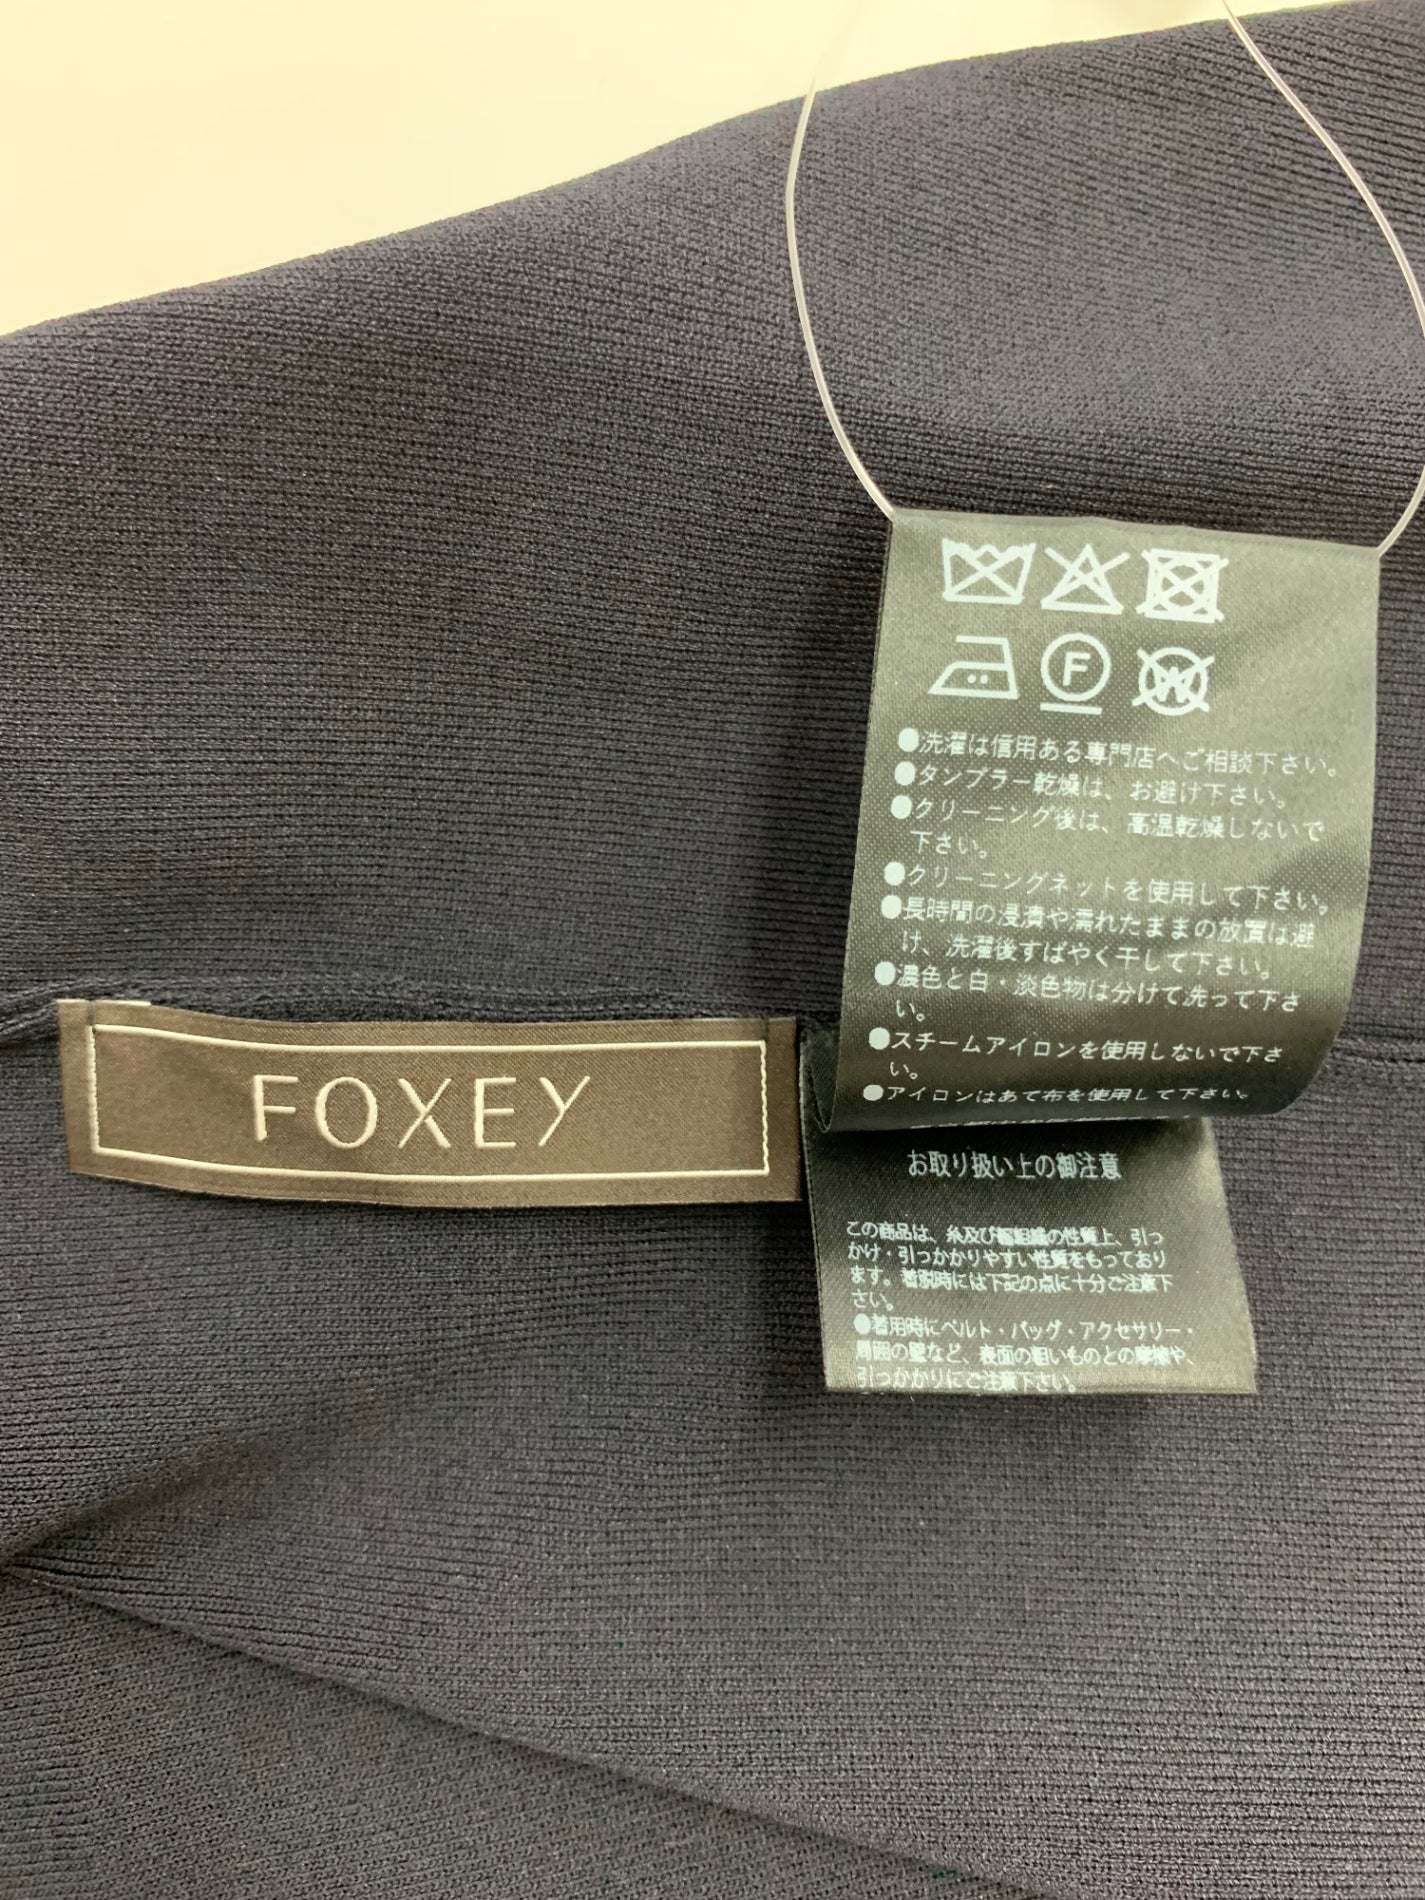 F
W
●洗濯は信用ある専門店へご相談下さい。
●タンブラー乾燥は、お避け下さい。
●クリーニング後は、高温乾燥しないで
下さい。
●クリーニングネットを使用して下さい。
●長時間の浸漬や濡れたままの放置は避
け、洗濯後すばやく干して下さい。
●濃色と白・淡色物は分けて洗って下さ
い。
●スチームアイロンを使用しないで下さ
い。
●アイロンはあて布を使用して下さい。
FOXEY
お取り扱い上の御注意
この商品は、糸及び編組織の性質上、引っ
かけ・引っかかりやすい性質をもっており
ます。着脱時には下記の点に十分ご注意下
さい。
●着用時にベルト・バッグ・アクセサリー・
周囲の壁など、表面の粗いものとの摩擦や、
引っかかりにご注意下さい。